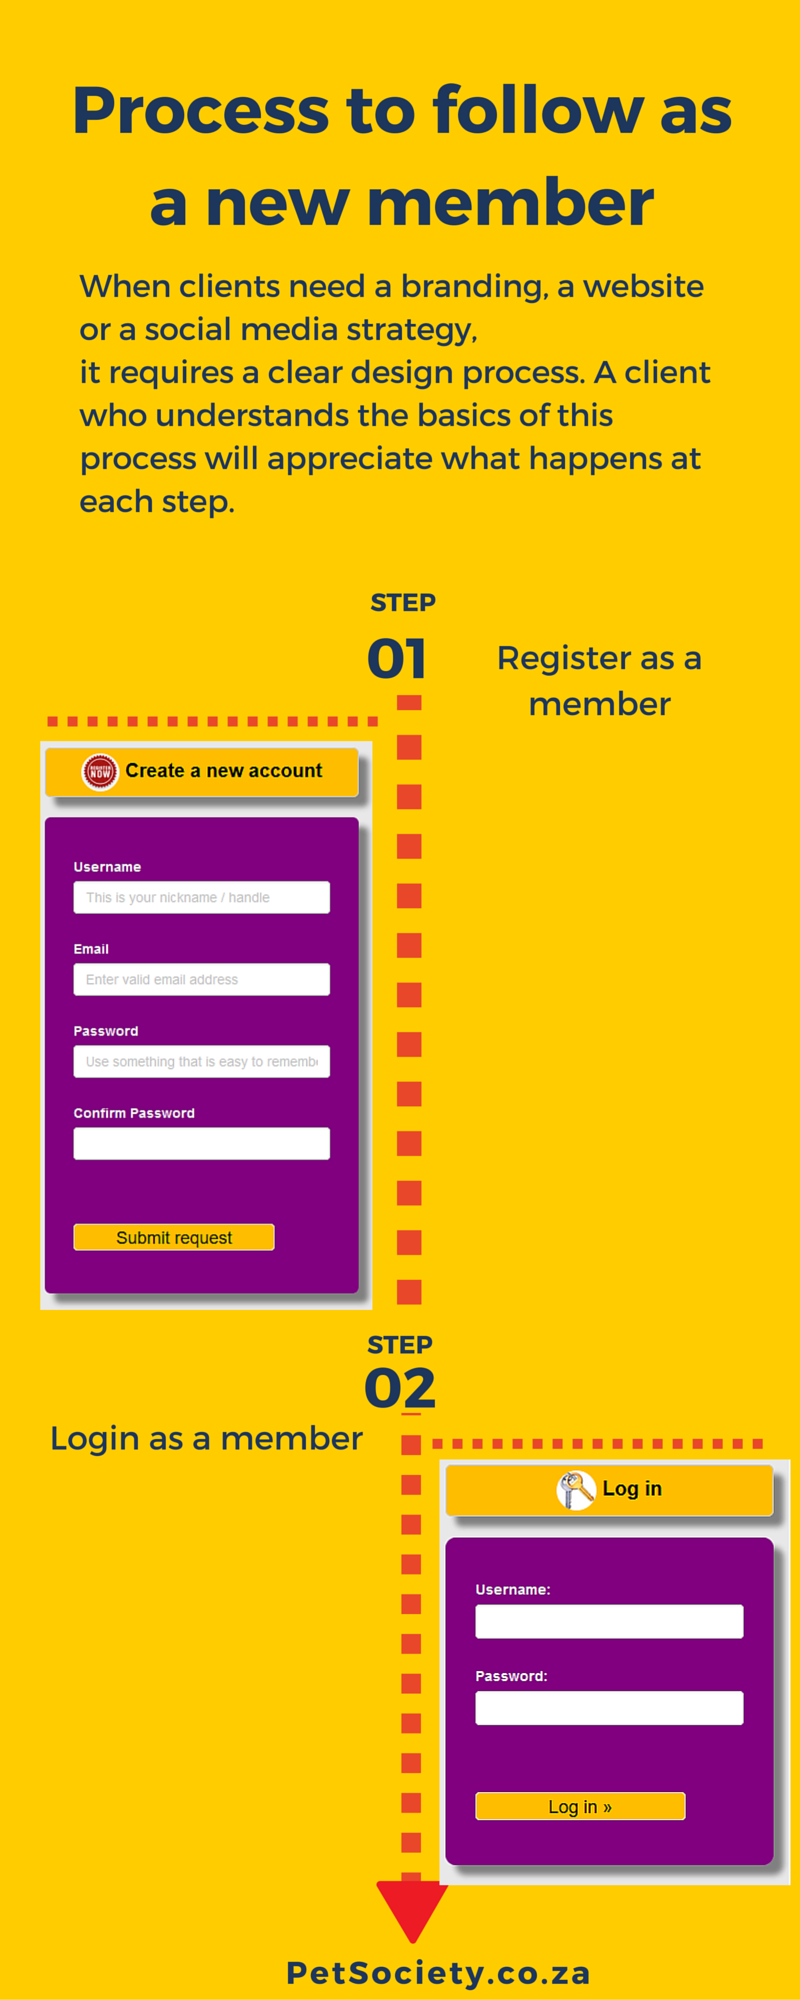 Process to follow as
a new member
When clients need a branding, a website
or a social media strategy,
it requires a clear design process. A client
who understands the basics of this
process will appreciate what happens at
each step.
STEP
01
Register as a
member
REGISTER
NOW
Create a new account
Username
This is your nickname / handle
Email
Enter valid email address
Password
Use something that is easy to rememb
Confirm Password
Submit request
STEP
02
Login as a member
Log in
Username:
Password:
Log in »
PetSociety.co.za